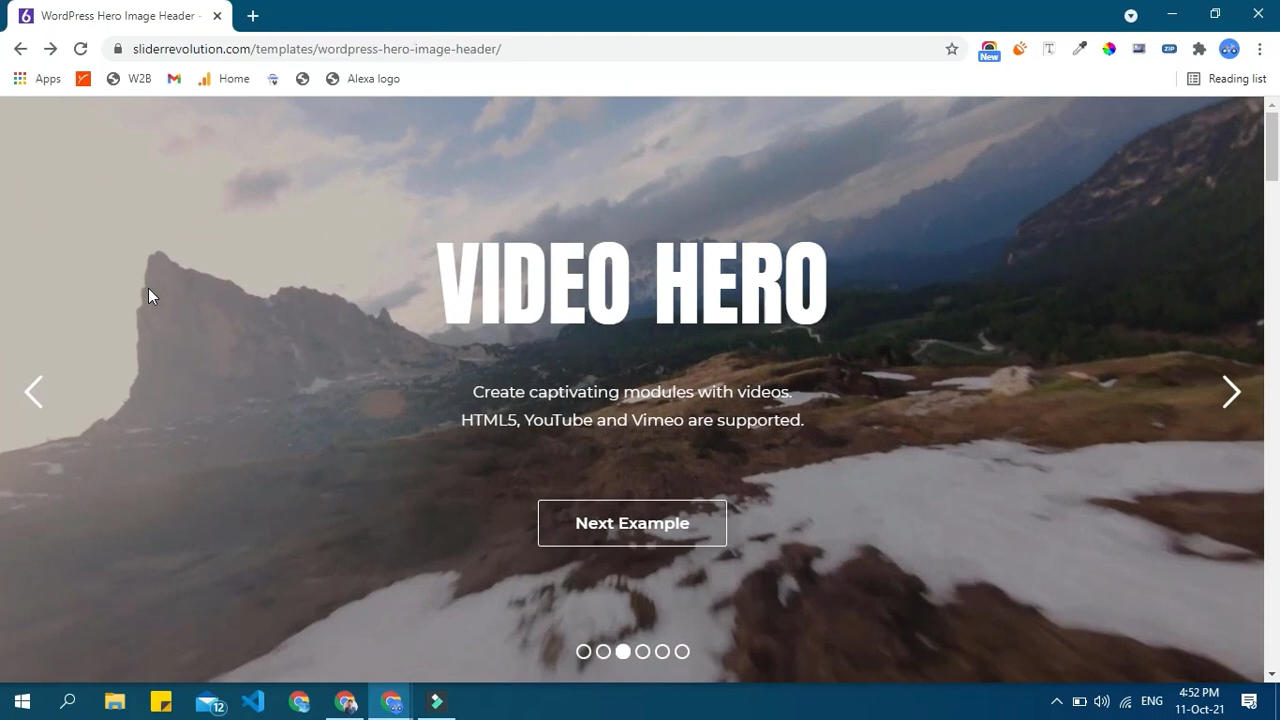 WordPress Hero Image Header -
sliderrevolution.com/templates/wordpress-hero-image-header/
New
T
ZIP
Apps
W2B
Home
Alexa logo
Reading list
VIDEO HERO
Create captivating modules with videos.
HTML5, YouTube and Vimeo are supported.
Next Example
12
ENG
4:52 PM
11-Oct-21